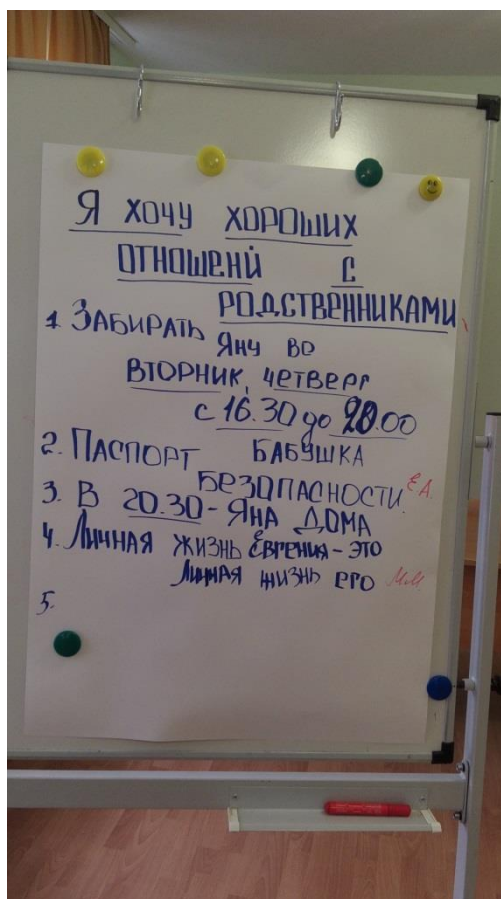 Я ХОЧУ ХОРОШИХ
ОТНОШЕНЙ С
РОДСТВЕННИКАМИ
1 ЗАБИРАТЬ
ЯНУ ВО
ВТОРНИК, ЧЕТВЕРГ
С 16.30 ДО 20.00
2. ПАСПОРТ БАБУШКА
БЕЗОПАСНОСТИ Е.А.
3. В 20.30 - ЯНА ДОМА
4. ЛИЧНАЯ ЖИЗНЬ ЕВГЕНИЯ - ЭТО
ЛИЧНАЯ ЖИЗНЬ ЕГО М.М.
5.